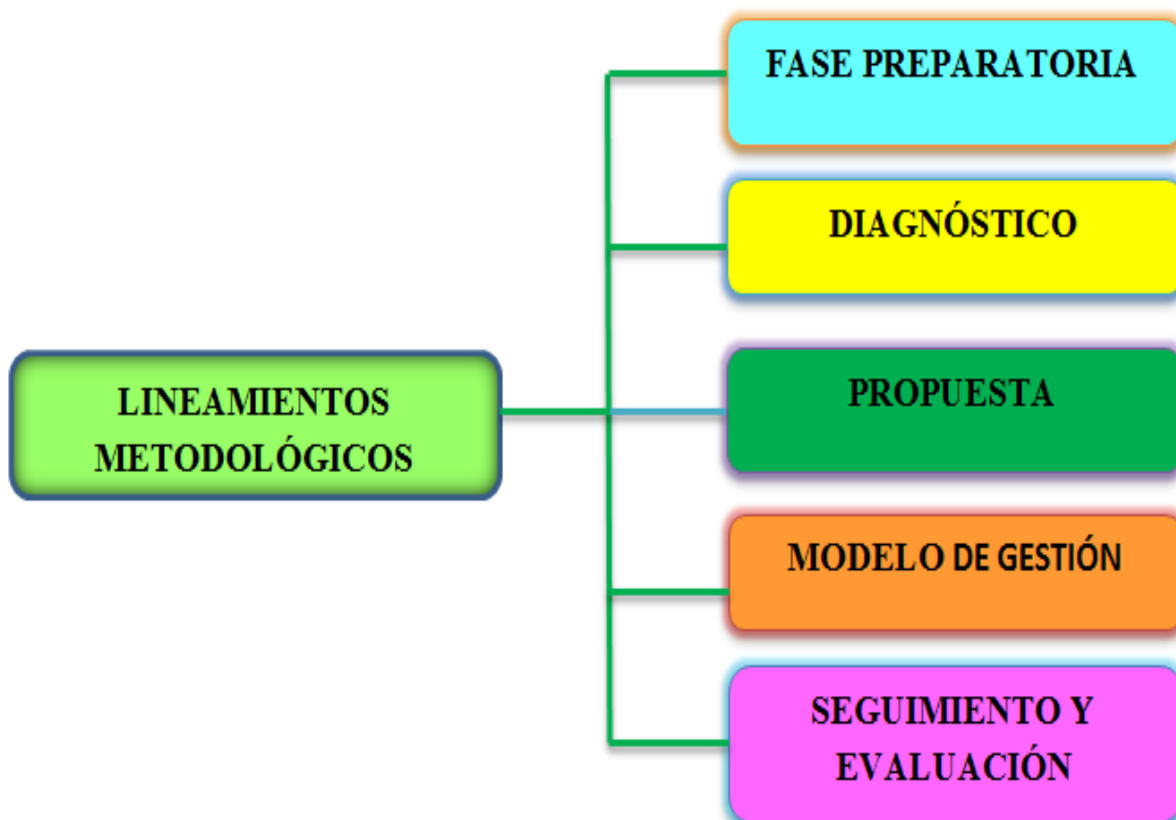 LINEAMIENTOS
METODOLÓGICOS
FASE PREPARATORIA
DIAGNÓSTICO
PROPUESTA
MODELO DE GESTIÓN
SEGUIMIENTO Y
EVALUACIÓN